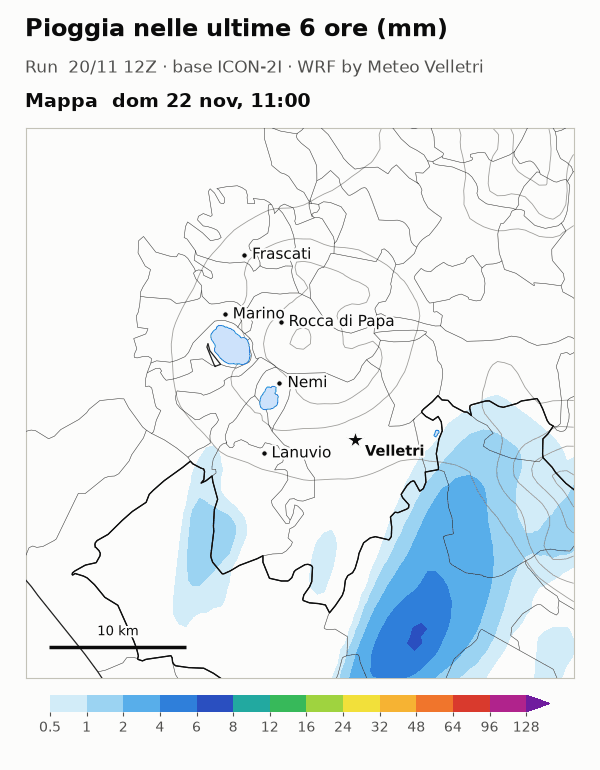 Pioggia nelle ultime 6 ore (mm)
Run  20/11 12Z · base ICON-2I · WRF by Meteo Velletri
Mappa  dom 22 nov, 11:00
Frascati
Marino
Rocca di Papa
Nemi
Velletri
Lanuvio
10 km
0.5 1 2 4 6 8 12 16 24 32 48 64 96 128